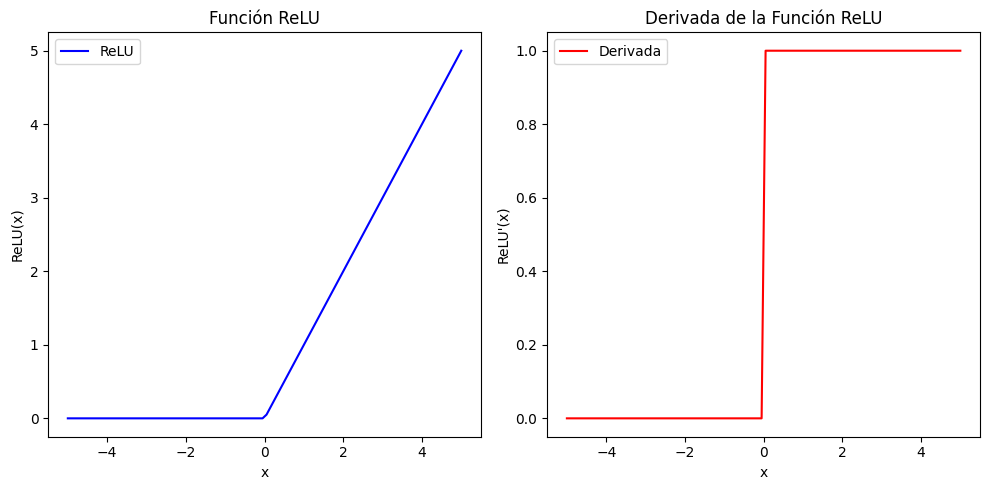 Función ReLU
ReLU
5
4
3
2
1
0
ReLU(x)
−4
−2
0
2
4
x
Derivada de la Función ReLU
Derivada
1.0
0.8
0.6
0.4
0.2
0.0
ReLU'(x)
−4
−2
0
2
4
x